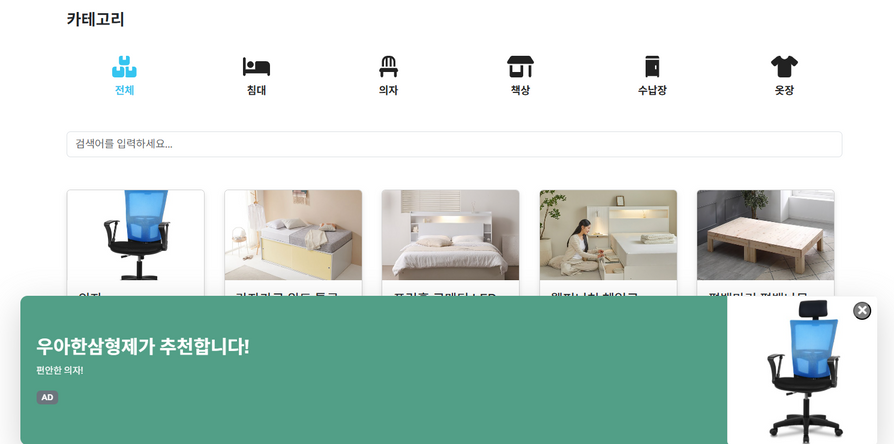 카테고리
전체
침대
의자
책상
수납장
옷장
검색어를 입력하세요...
우아한삼형제가 추천합니다!
편안한 의자!
AD